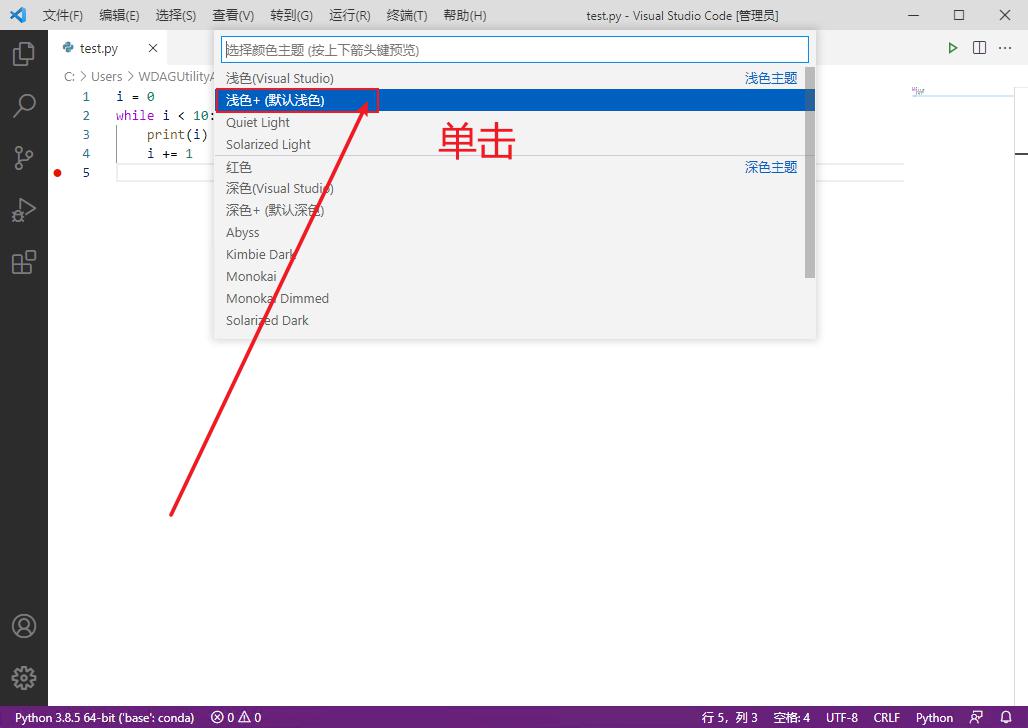 文件(F) 编辑(E) 选择(S) 查看(V) 转到(G) 运行(R) 终端(T) 帮助(H) test.py - Visual Studio Code [管理员]
test.py
选择颜色主题 (按上下箭头键预览)
C: > Users > WDAGUtilityA
浅色(Visual Studio) 浅色主题
浅色+ (默认浅色)
Quiet Light
Solarized Light
红色 深色主题
深色(Visual Studio)
深色+ (默认深色)
Abyss
Kimbie Dark
Monokai
Monokai Dimmed
Solarized Dark
单击
1 i = 0
2 while i < 10:
3 print(i)
4 i += 1
5
Python 3.8.5 64-bit ('base': conda) 0 0 行 5，列 3 空格: 4 UTF-8 CRLF Python